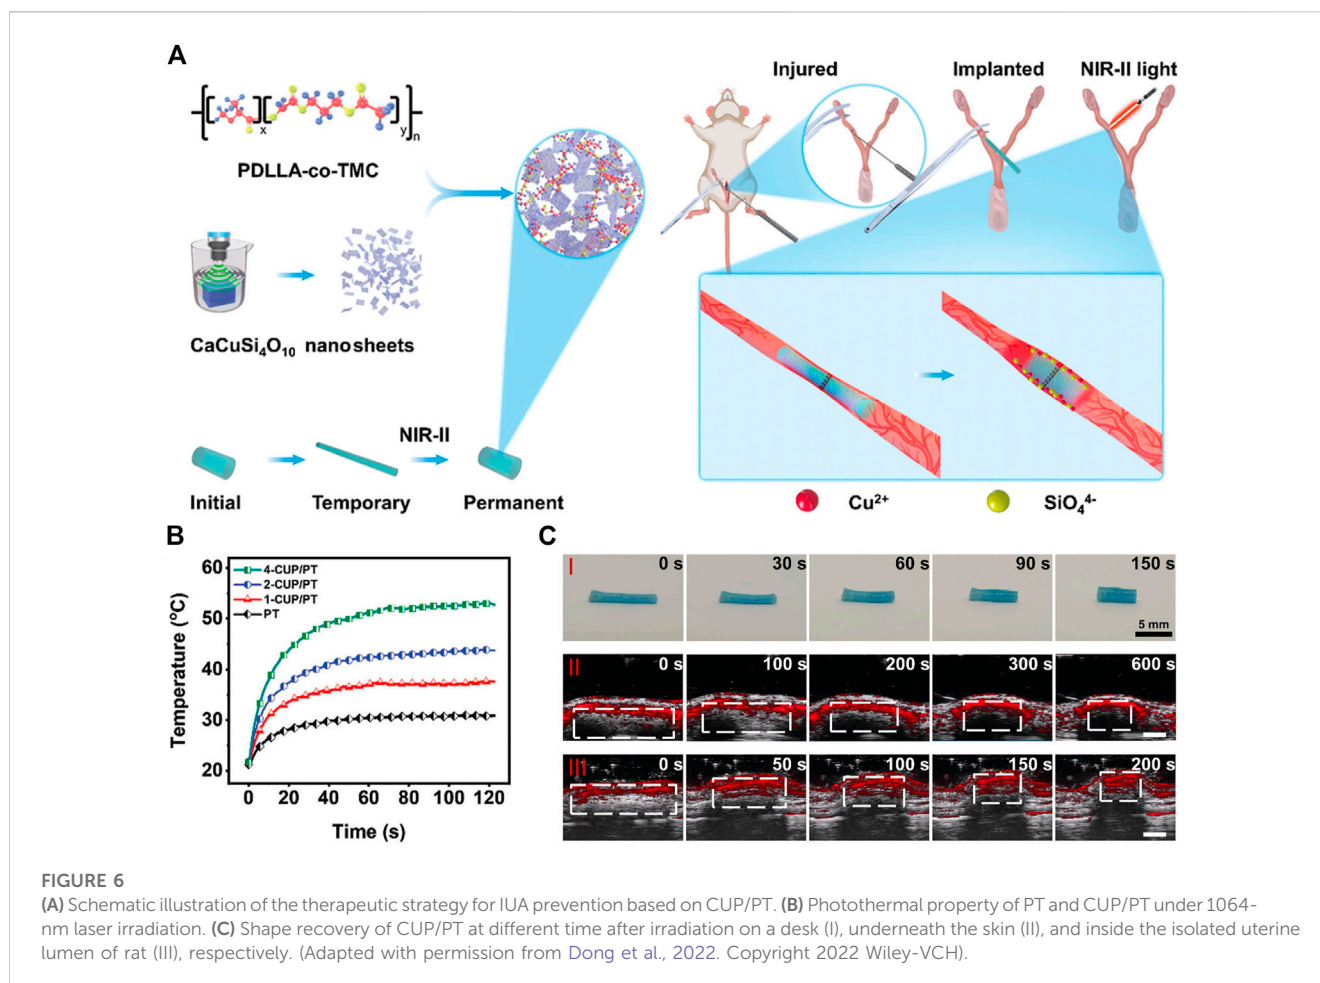 A
Injured
Implanted
NIR-II light
x
y
n
PDLLA-co-TMC
CaCuSi4O10 nanosheets
NIR-II
Initial
Temporary
Permanent
Cu2+
SiO44-
B
60
50
40
30
20
4-CUP/PT
2-CUP/PT
1-CUP/PT
PT
Temperature (°C)
0 20 40 60 80 100 120
Time (s)
C
I
0 s
30 s
60 s
90 s
150 s
5 mm
II
0 s
100 s
200 s
300 s
600 s
III
0 s
50 s
100 s
150 s
200 s
FIGURE 6
(A) Schematic illustration of the therapeutic strategy for IUA prevention based on CUP/PT. (B) Photothermal property of PT and CUP/PT under 1064-
nm laser irradiation. (C) Shape recovery of CUP/PT at different time after irradiation on a desk (I), underneath the skin (II), and inside the isolated uterine
lumen of rat (III), respectively. (Adapted with permission from Dong et al., 2022. Copyright 2022 Wiley-VCH).